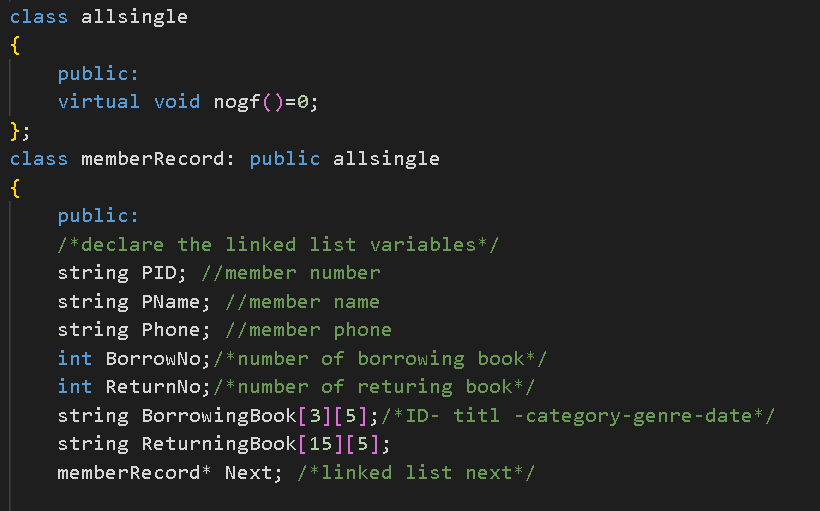 class allsingle
{
public:
virtual void nogf()=0;
};
class memberRecord: public allsingle
{
public:
/*declare the linked list variables*/
string PID; //member number
string PName; //member name
string Phone; //member phone
int BorrowNo;/*number of borrowing book*/
int ReturnNo;/*number of returing book*/
string BorrowingBook[3][5];/*ID- titl -category-genre-date*/
string ReturningBook[15][5];
memberRecord* Next; /*linked list next*/